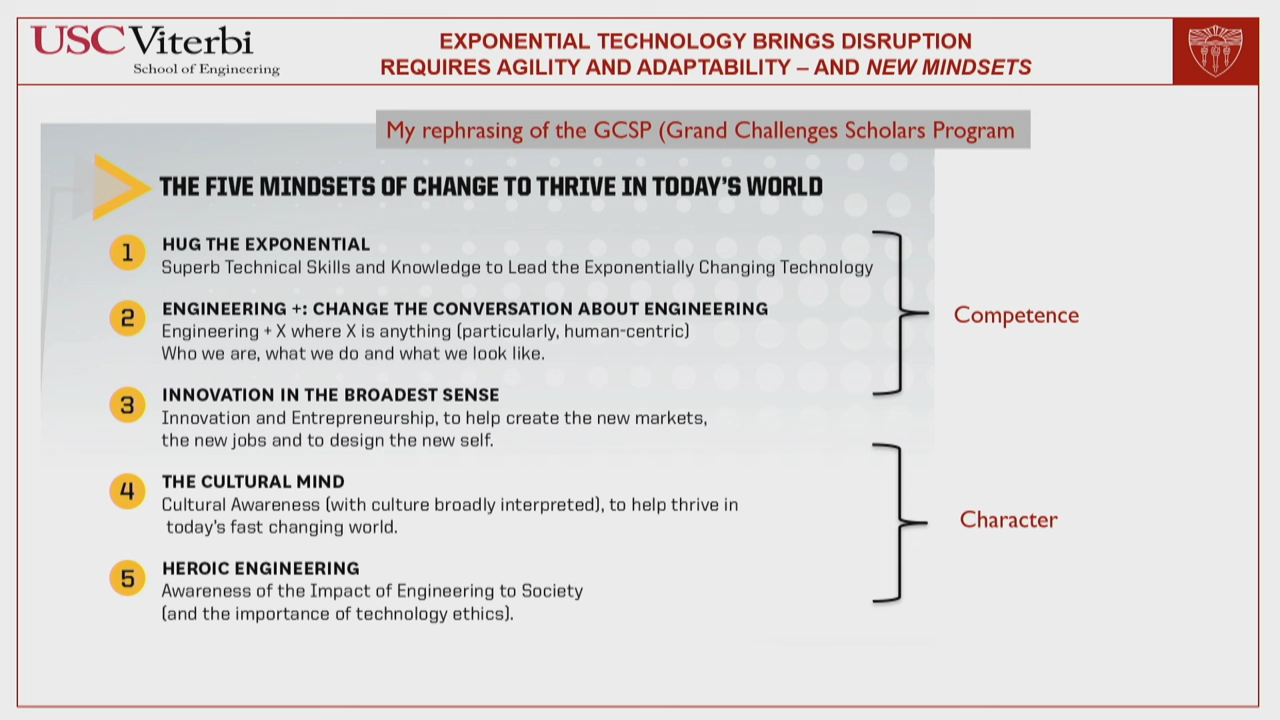 USC Viterbi
School of Engineering
EXPONENTIAL TECHNOLOGY BRINGS DISRUPTION
REQUIRES AGILITY AND ADAPTABILITY – AND NEW MINDSETS
My rephrasing of the GCSP (Grand Challenges Scholars Program
THE FIVE MINDSETS OF CHANGE TO THRIVE IN TODAY'S WORLD
1
HUG THE EXPONENTIAL
Superb Technical Skills and Knowledge to Lead the Exponentially Changing Technology
2
ENGINEERING +: CHANGE THE CONVERSATION ABOUT ENGINEERING
Engineering + X where X is anything (particularly, human-centric)
Who we are, what we do and what we look like.
3
INNOVATION IN THE BROADEST SENSE
Innovation and Entrepreneurship, to help create the new markets,
the new jobs and to design the new self.
Competence
4
THE CULTURAL MIND
Cultural Awareness (with culture broadly interpreted), to help thrive in
today's fast changing world.
5
HEROIC ENGINEERING
Awareness of the Impact of Engineering to Society
(and the importance of technology ethics).
Character